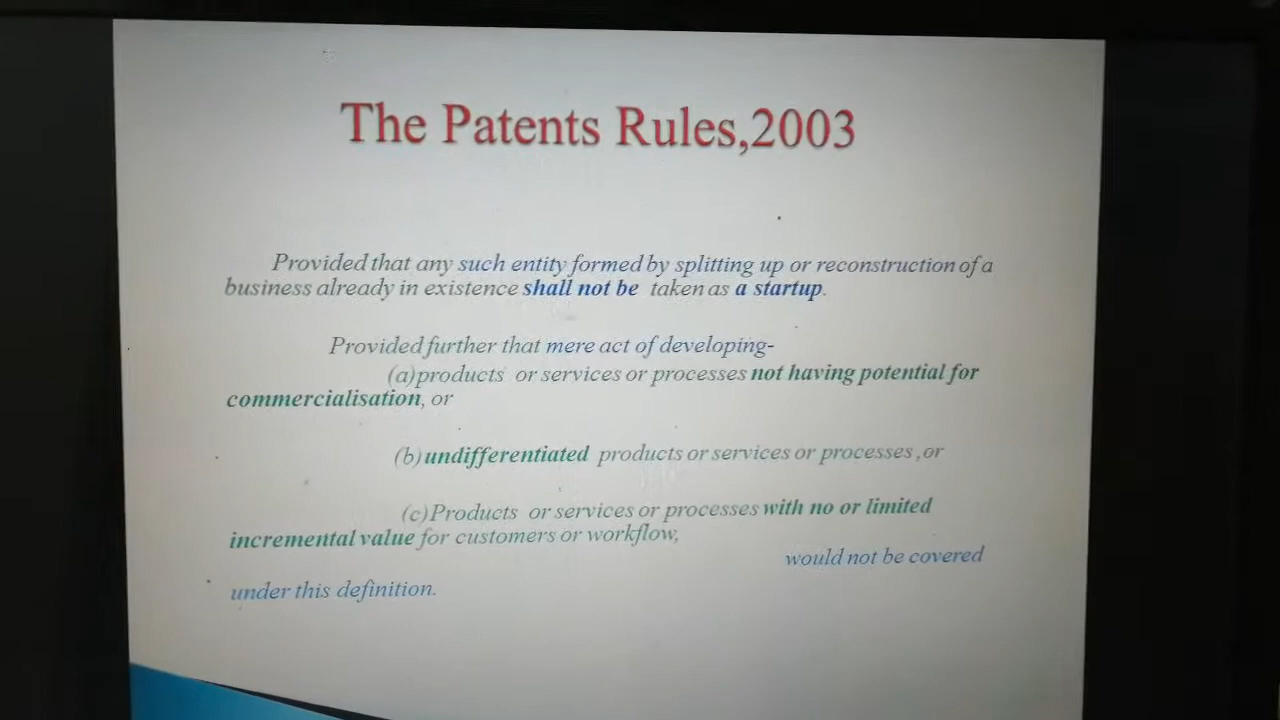 The Patents Rules,2003
Provided that any such entity formed by splitting up or reconstruction of a
business already in existence shall not be taken as a startup.
Provided further that mere act of developing-
(a)products or services or processes not having potential for
commercialisation, or
(b)undifferentiated products or services or processes ,or
(c)Products or services or processes with no or limited
incremental value for customers or workflow,
would not be covered
under this definition.